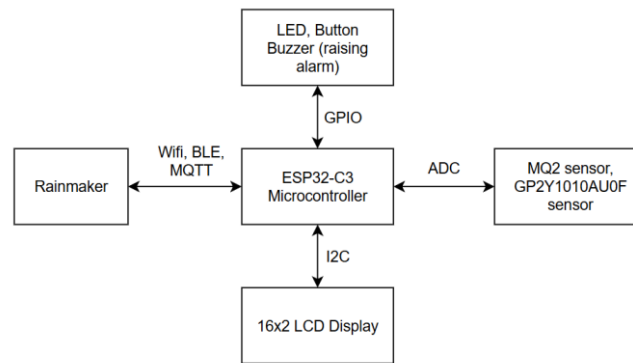 LED, Button
Buzzer (raising
alarm)
GPIO
Wifi, BLE,
MQTT
Rainmaker
ESP32-C3
Microcontroller
ADC
MQ2 sensor,
GP2Y1010AU0F
sensor
I2C
16x2 LCD Display